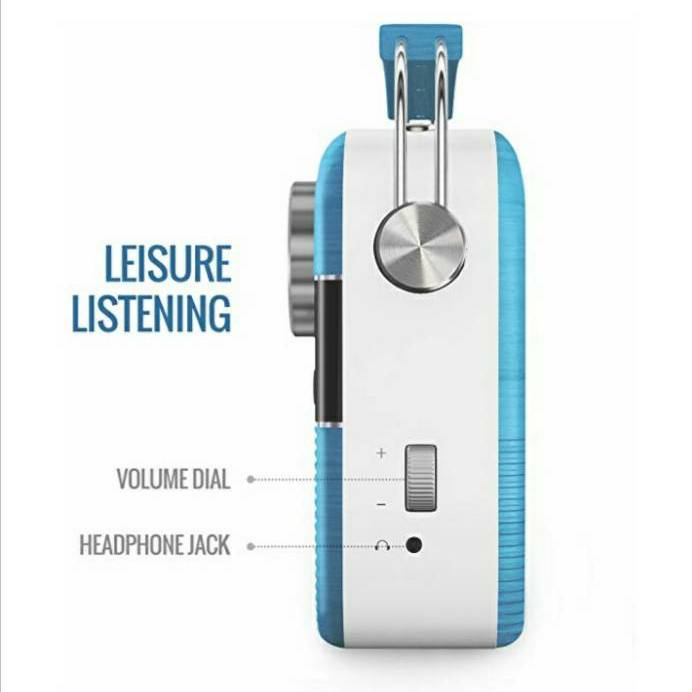 LEISURE
LISTENING
+
VOLUME DIAL
-
HEADPHONE JACK